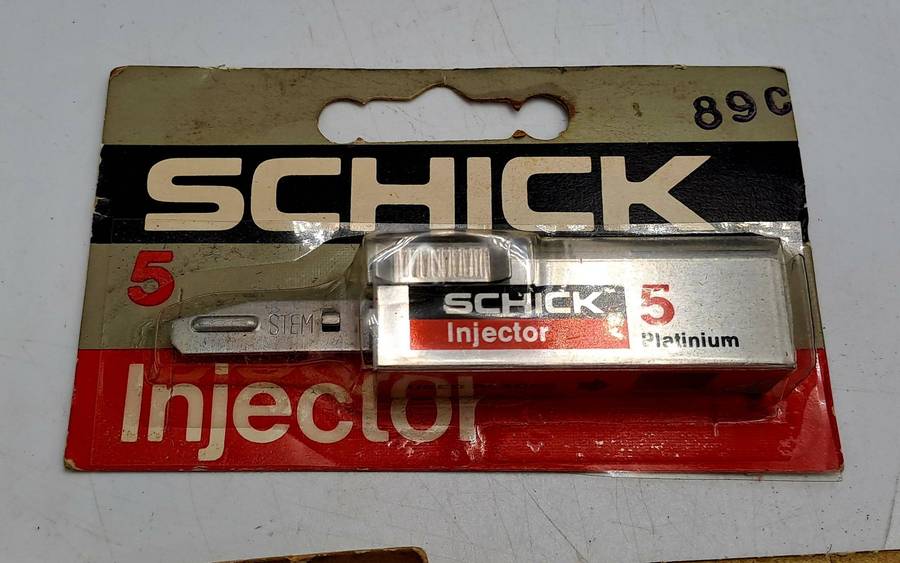 89C
SCHICK
5
Injector
STEM
SCHICK
Injector
5
Platinium